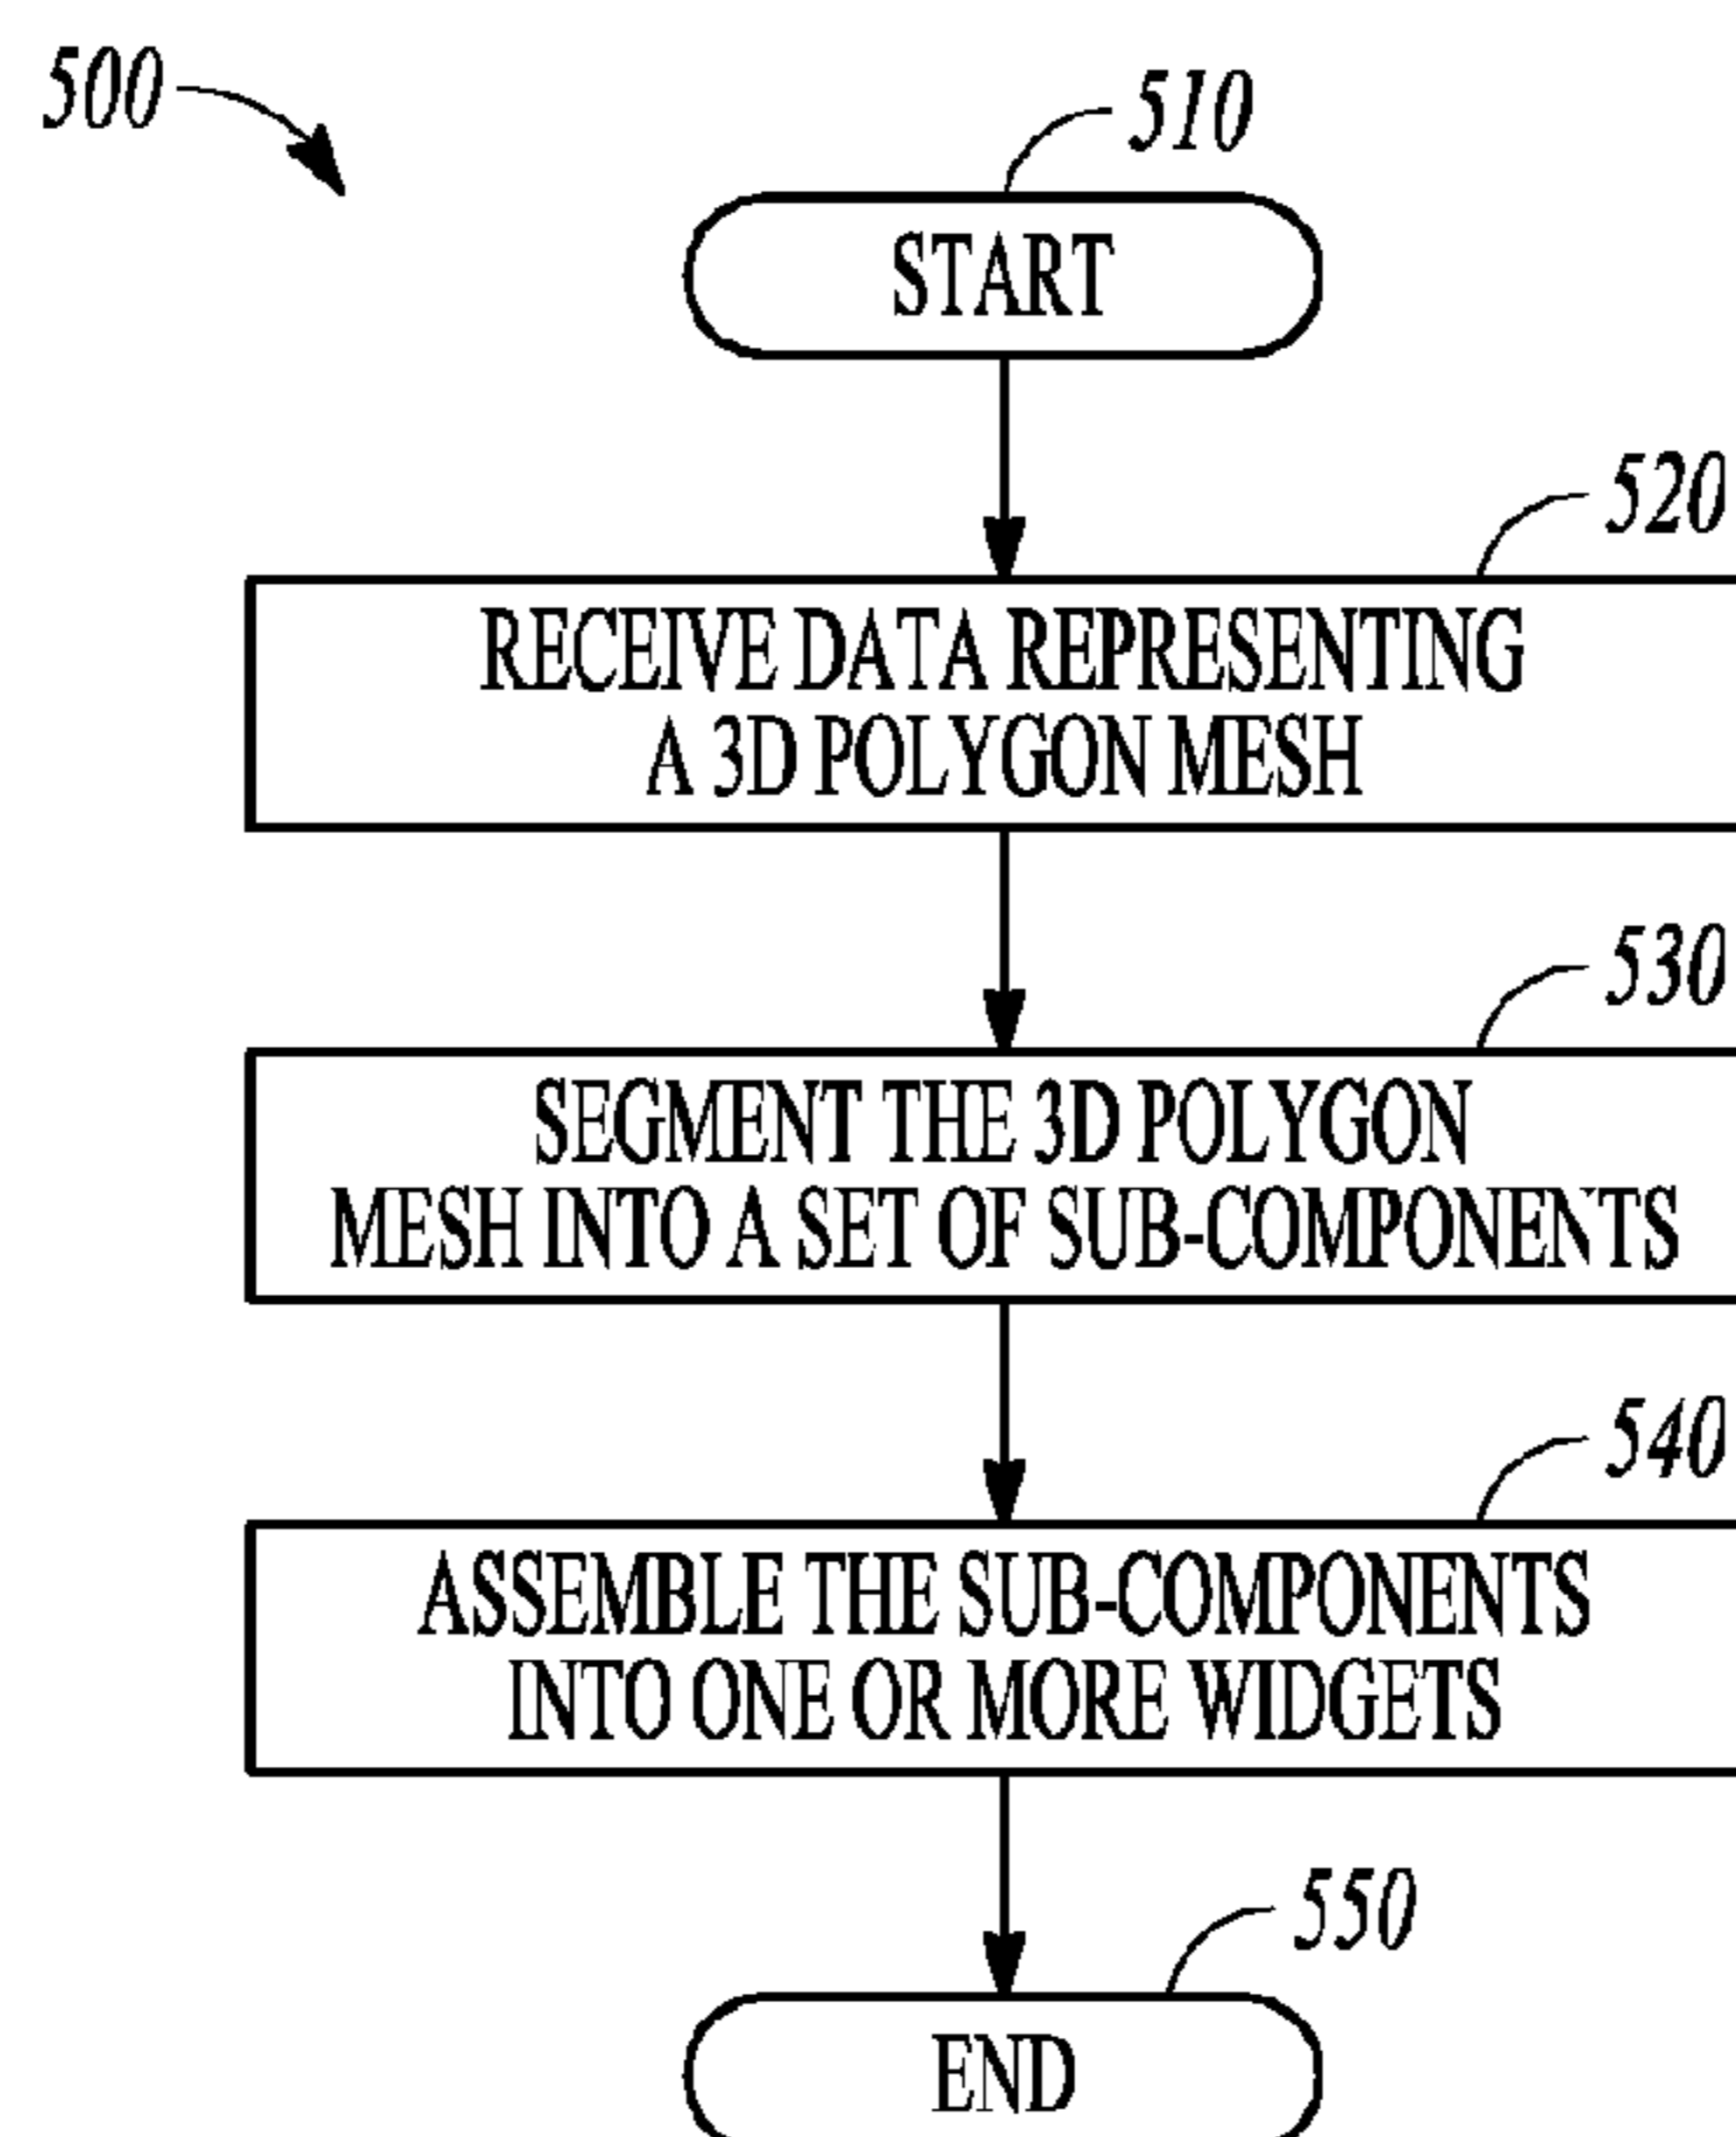 500
510
START
520
RECEIVE DATA REPRESENTING
A 3D POLYGON MESH
530
SEGMENT THE 3D POLYGON
MESH INTO A SET OF SUB-COMPONENTS
540
ASSEMBLE THE SUB-COMPONENTS
INTO ONE OR MORE WIDGETS
550
END